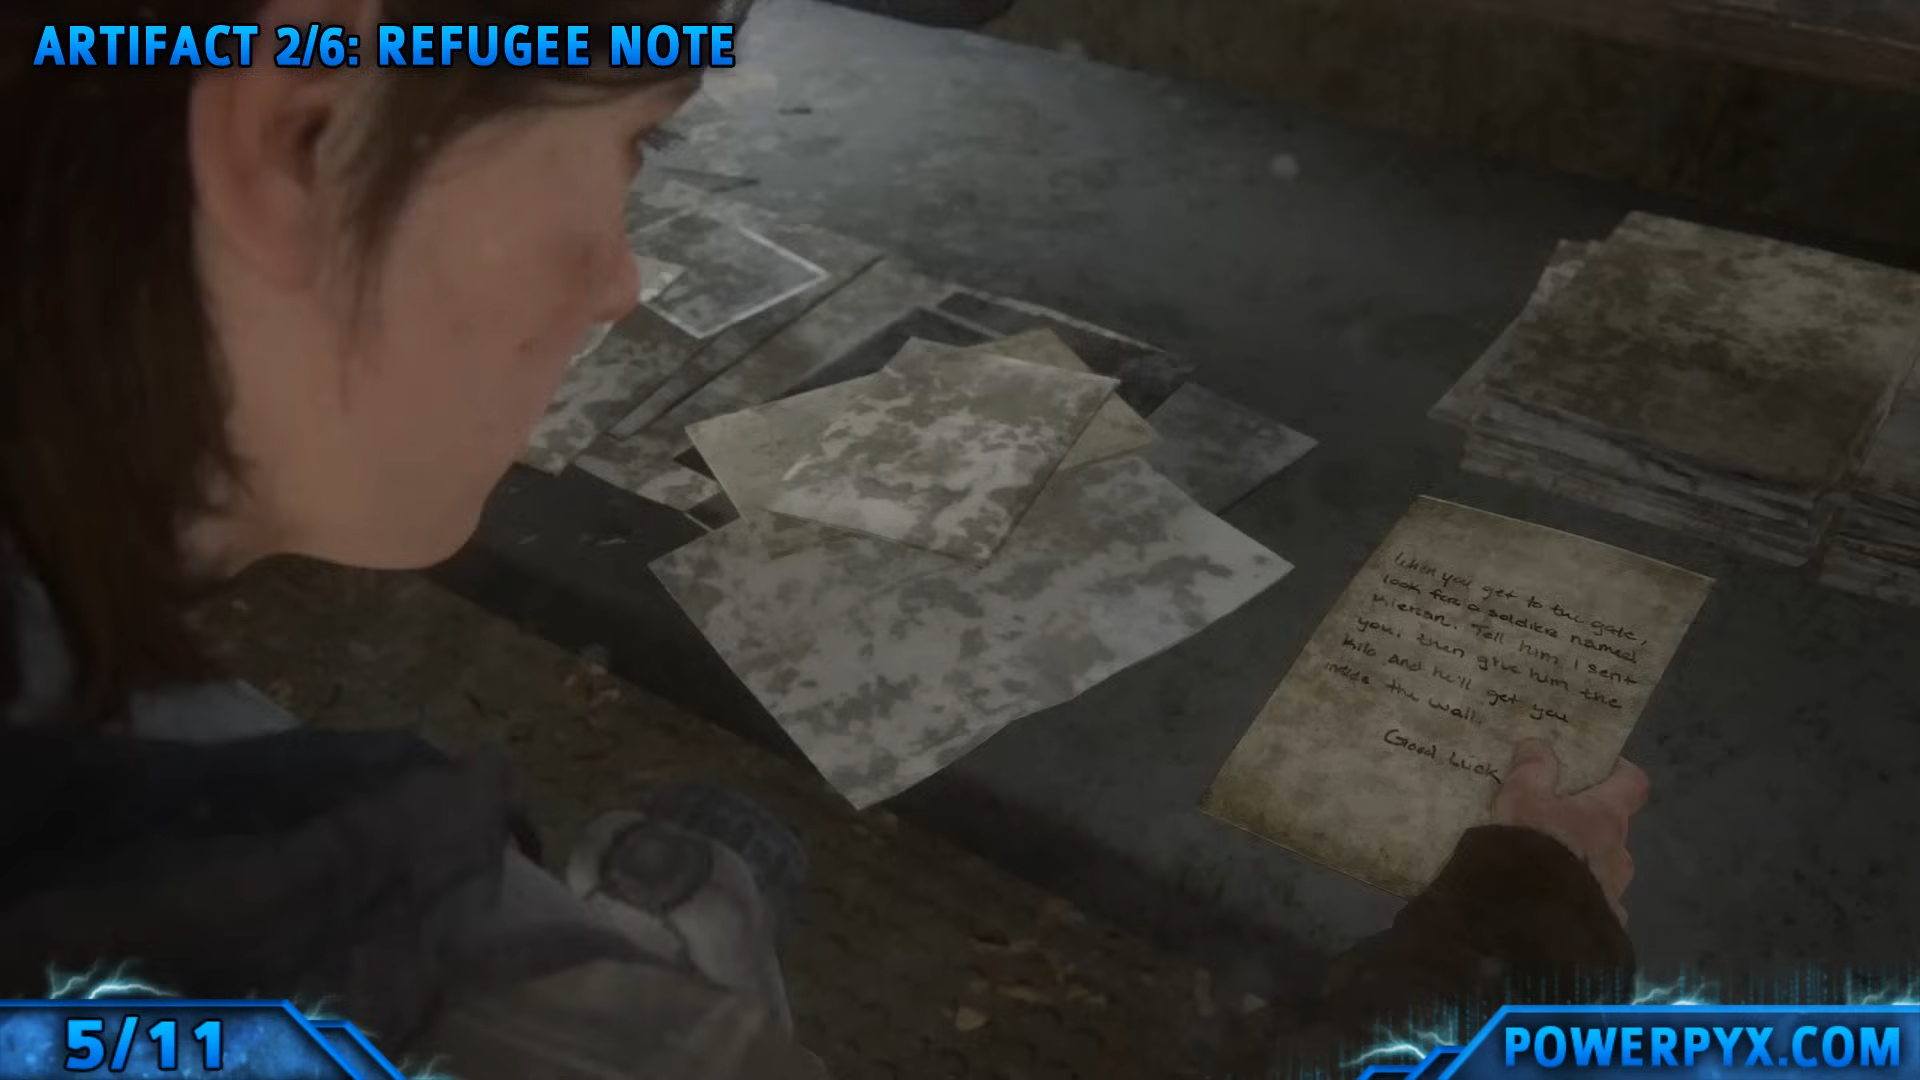 ARTIFACT 2/6: REFUGEE NOTE
When you get to the gate,
look for a soldier named
Kieran. Tell him I sent
you, then give him the
kilo and he'll get you
inside the wall.
Good Luck
5/11
POWERPYX.COM